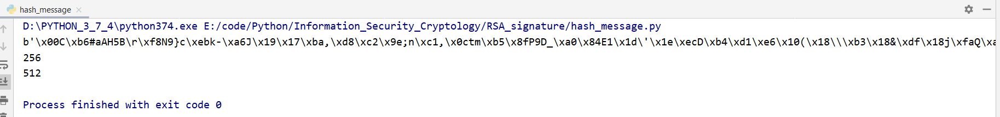 hash_message
D:\PYTHON_3_7_4\python374.exe E:/code/Python/Information_Security_Cryptology/RSA_signature/hash_message.py
b'\x00C\xb6#aAH5B\r\xf8N9}c\xebk-\xa6J\x19\x17\xba,\xd8\xc2\x9e;n\xc1,\x0ctm\xb5\x8fP9D_\xa0\x84E1\x1d\'\x1e\xecD\xb4\xd1\xe6\x10(\x18\\\xb3\x18&\xdf\x18j\xfaQ\xa
256
512
Process finished with exit code 0